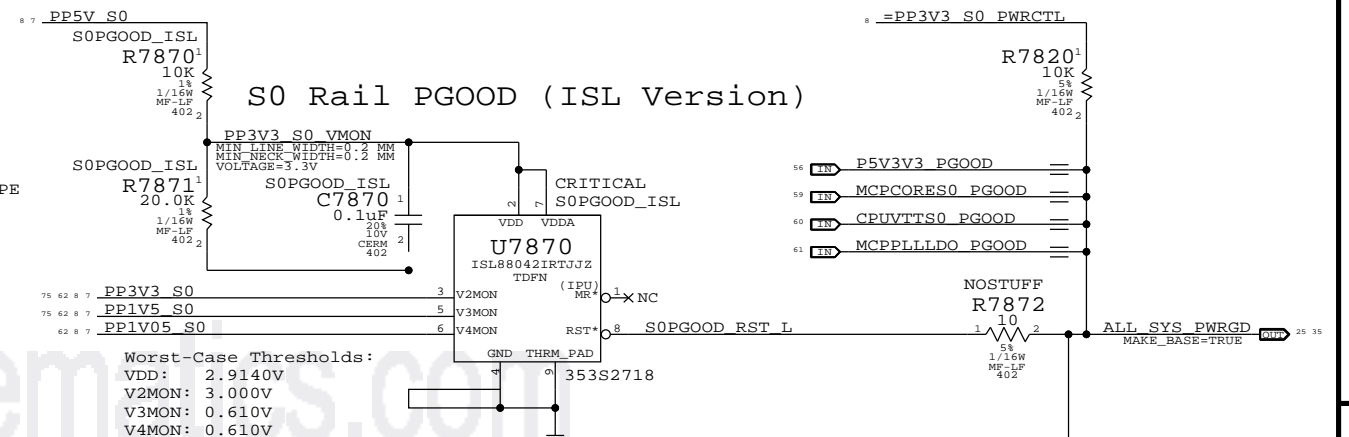 8 7 PP5V_S0
S0PGOOD_ISL
R7870 1
10K
1%
1/16W
MF-LF
402 2
S0 Rail PGOOD (ISL Version)
8 =PP3V3_S0_PWRCTL
R7820 1
10K
5%
1/16W
MF-LF
402 2
PP3V3_S0_VMON
MIN_LINE_WIDTH=0.2 MM
MIN_NECK_WIDTH=0.2 MM
VOLTAGE=3.3V
PE
S0PGOOD_ISL
R7871 1
20.0K
1%
1/16W
MF-LF
402 2
S0PGOOD_ISL
C7870 1
0.1uF
20%
10V
CERM 2
402
CRITICAL
S0PGOOD_ISL
2 7
VDD VDDA
U7870
ISL88042IRTJJZ
TDFN
(IPU)
MR* 1 NC
56 IN P5V3V3_PGOOD
59 IN MCPCORES0_PGOOD
60 IN CPUVTTS0_PGOOD
61 IN MCPPLLLDO_PGOOD
75 62 8 7 PP3V3_S0 3 V2MON
75 62 8 7 PP1V5_S0 5 V3MON
62 8 7 PP1V05_S0 6 V4MON
RST* 8 S0PGOOD_RST_L
NOSTUFF
R7872
1 10 2
5%
1/16W
MF-LF
402
ALL_SYS_PWRGD OUT 25 35
MAKE_BASE=TRUE
GND THRM_PAD
4 9
353S2718
Worst-Case Thresholds:
VDD: 2.9140V
V2MON: 3.000V
V3MON: 0.610V
V4MON: 0.610V
ematics.com